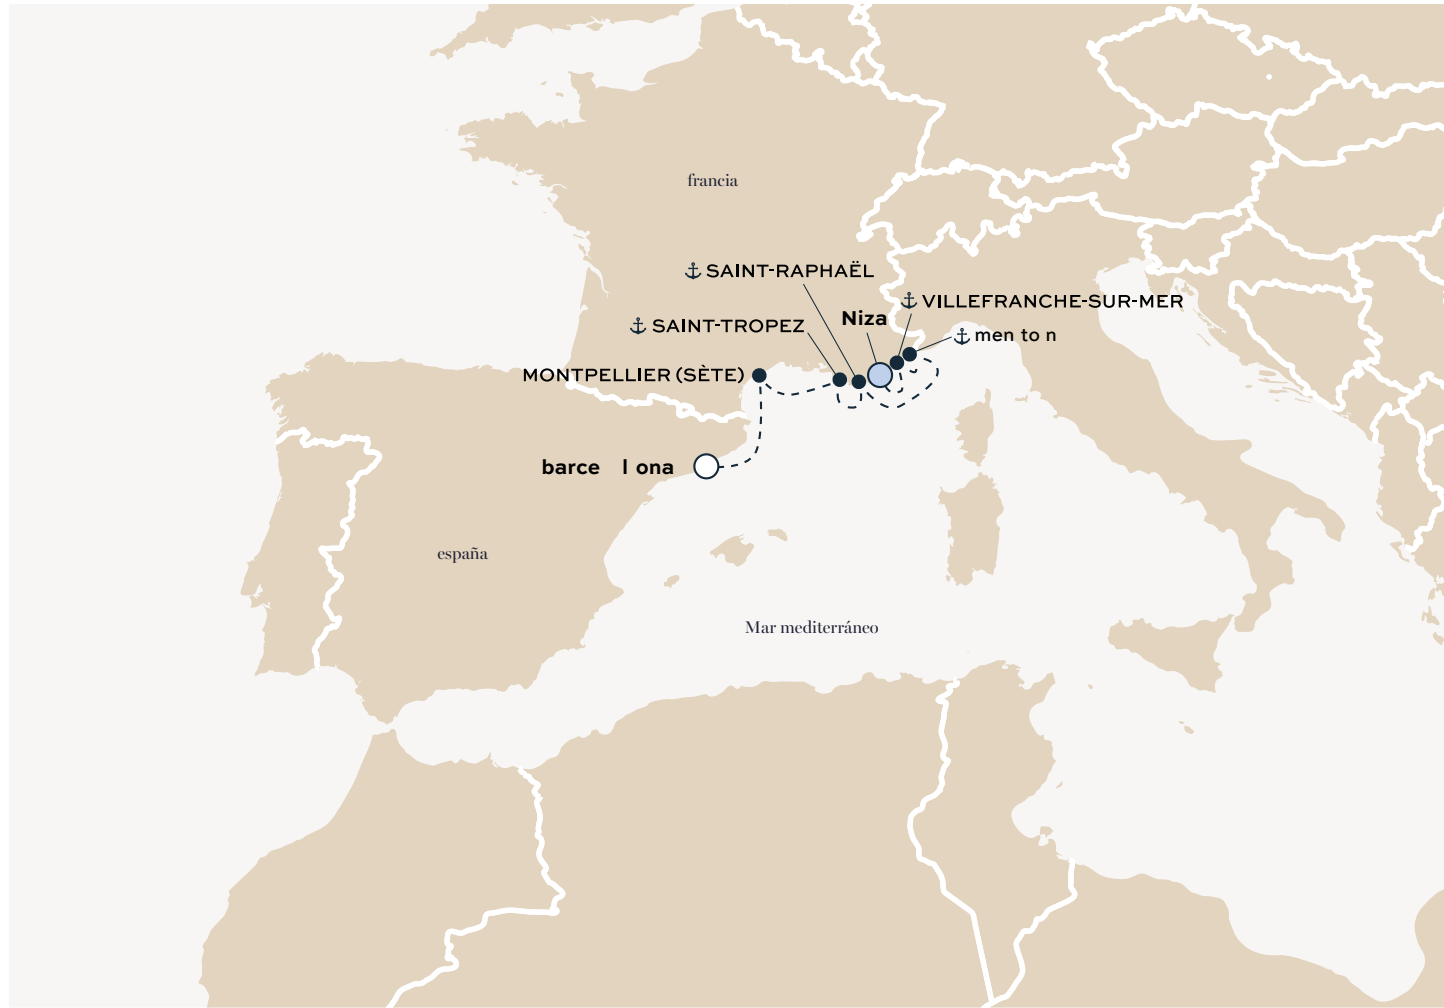 francia
SAINT-RAPHAËL
VILLEFRANCHE-SUR-MER
Niza
SAINT-TROPEZ
men to n
MONTPELLIER (SÈTE)
barce l ona
españa
Mar mediterráneo